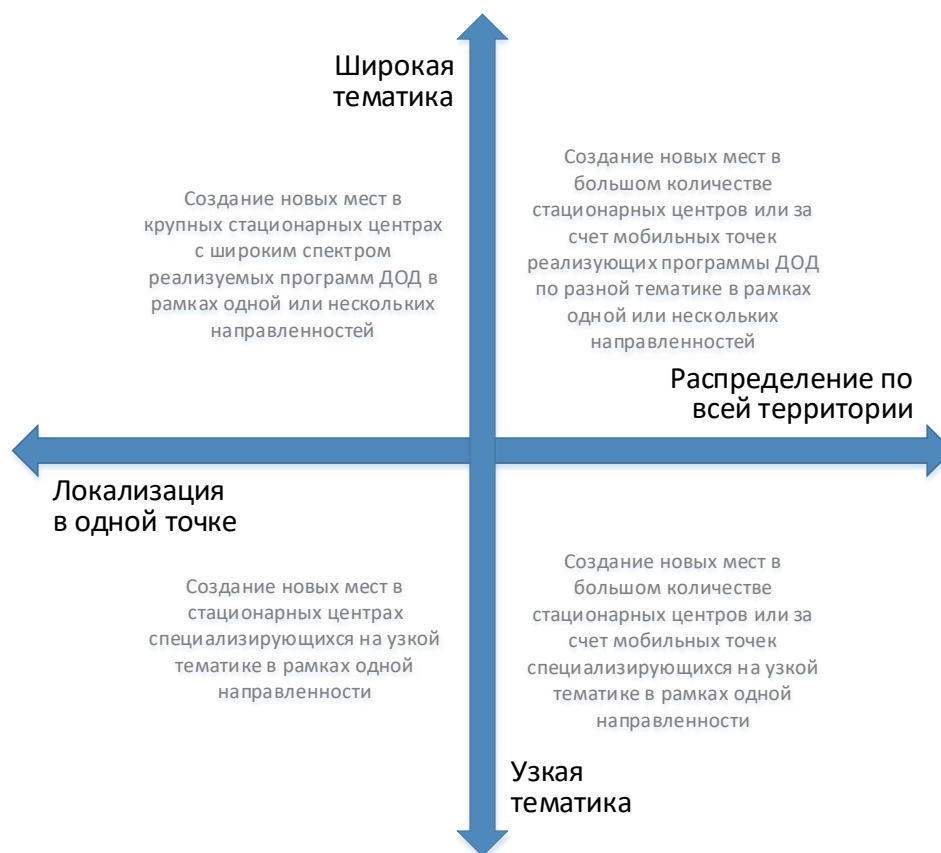 Широкая
тематика
Создание новых мест в
крупных стационарных центрах
с широким спектром
реализуемых программ ДОД в
рамках одной или нескольких
направленностей
Создание новых мест в
большом количестве
стационарных центров или за
счет мобильных точек
реализующих программы ДОД
по разной тематике в рамках
одной или нескольких
направленностей
Распределение по
всей территории
Локализация
в одной точке
Создание новых мест в
стационарных центрах
специализирующихся на узкой
тематике в рамках одной
направленности
Создание новых мест в
большом количестве
стационарных центров или за
счет мобильных точек
специализирующихся на узкой
тематике в рамках одной
направленности
Узкая
тематика